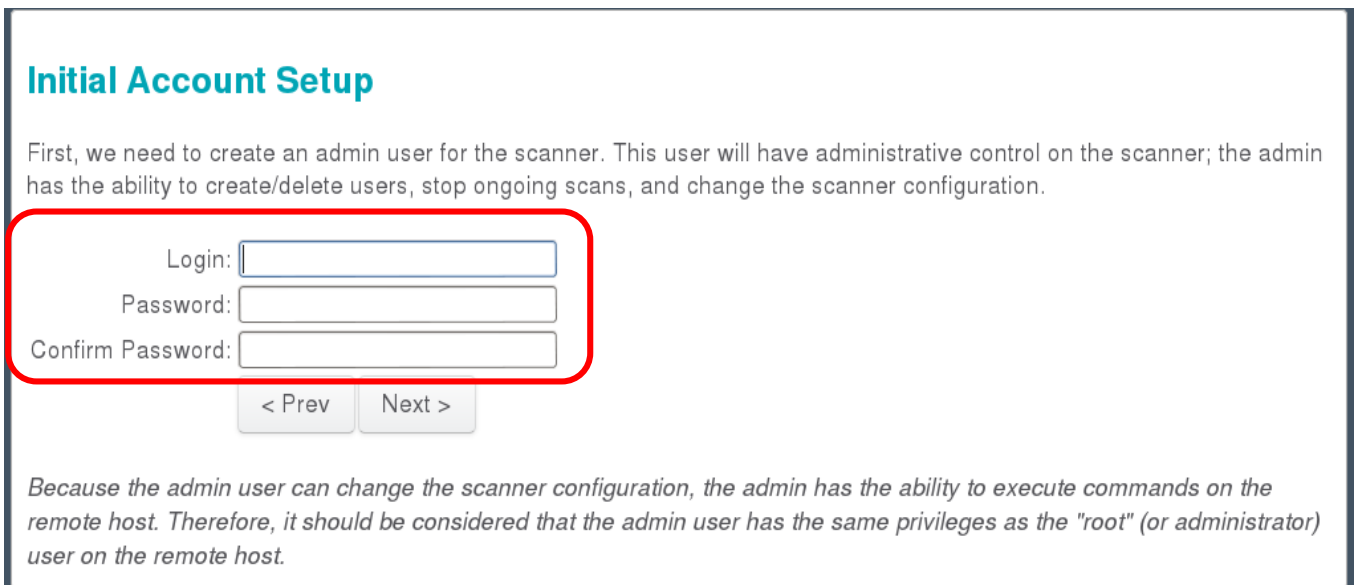 Initial Account Setup
First, we need to create an admin user for the scanner. This user will have administrative control on the scanner; the admin
has the ability to create/delete users, stop ongoing scans, and change the scanner configuration.
Login:
Password:
Confirm Password:
< Prev Next >
Because the admin user can change the scanner configuration, the admin has the ability to execute commands on the
remote host. Therefore, it should be considered that the admin user has the same privileges as the "root" (or administrator)
user on the remote host.